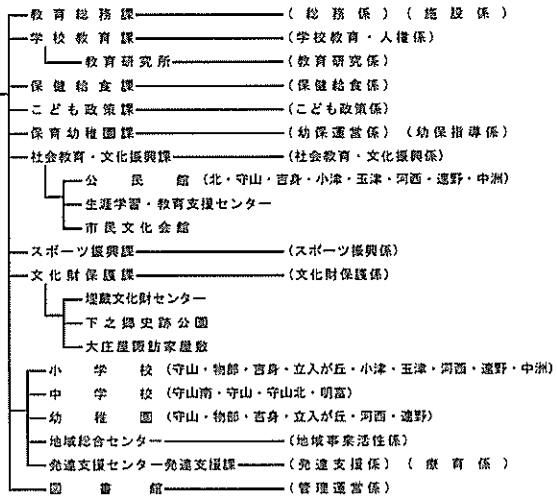 教育総務課 (総務係) (施設係)
学校教育課 (学校教育・人権係)
教育研究所 (教育研究係)
保健給食課 (保健給食係)
こども政策課 (こども政策係)
保育幼稚園課 (幼保運営係) (幼保指導係)
社会教育・文化振興課 (社会教育・文化振興係)
公民館 (北・守山・吉身・小津・玉津・河西・速野・中洲)
生涯学習・教育支援センター
市民文化会館
スポーツ振興課 (スポーツ振興係)
文化財保護課 (文化財保護係)
埋蔵文化財センター
下之郷史跡公園
大庄屋諏訪家屋敷
小学校 (守山・物部・吉身・立入が丘・小津・玉津・河西・速野・中洲)
中学校 (守山南・守山・守山北・明富)
幼稚園 (守山・物部・吉身・立入が丘・河西・速野)
地域総合センター (地域事業活性係)
発達支援センター 発達支援課 (発達支援係) (療育係)
図書館 (管理運営係)